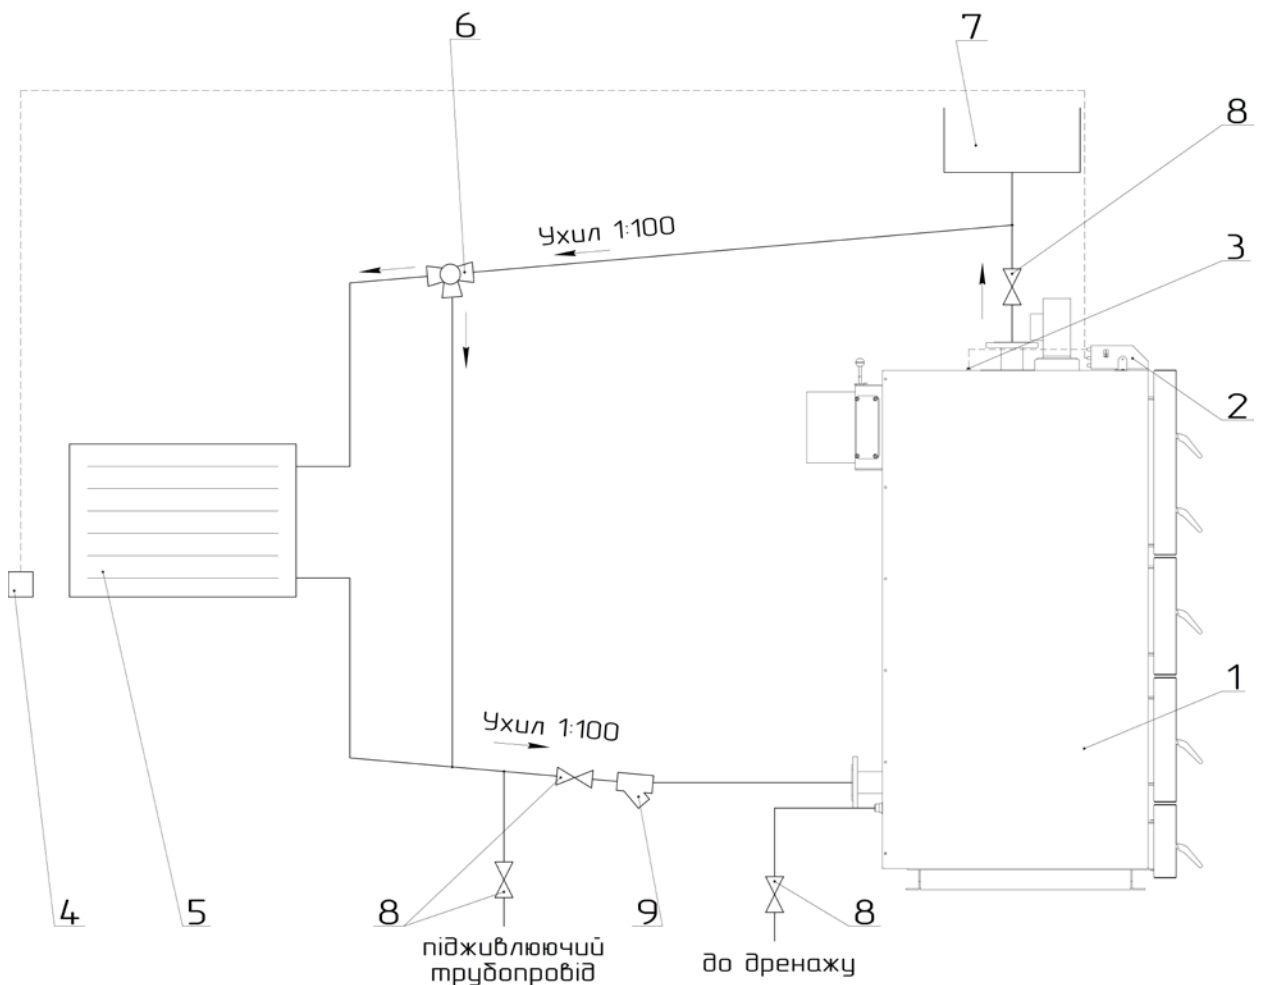 6
7
8
Ухил 1:100
3
2
1
Ухил 1:100
4
5
8
9
8
підживлюючий
трубопровід
до дренажу